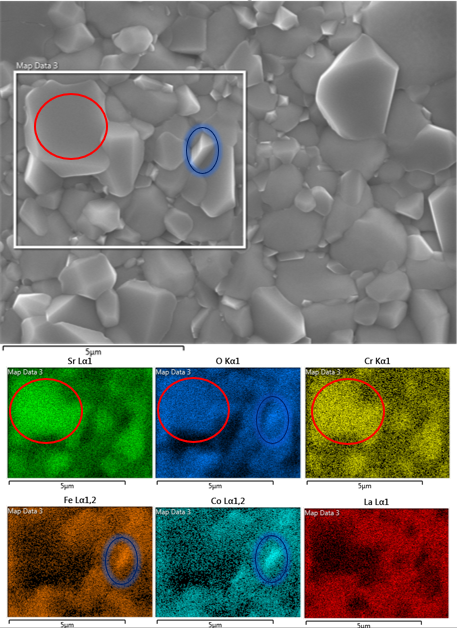 Map Data 3
5μm
Sr Lα1
O Kα1
Cr Kα1
Map Data 3
Map Data 3
Map Data 3
5μm
5μm
5μm
Fe Lα1,2
Co Lα1,2
La Lα1
Map Data 3
Map Data 3
Map Data 3
5μm
5μm
5μm